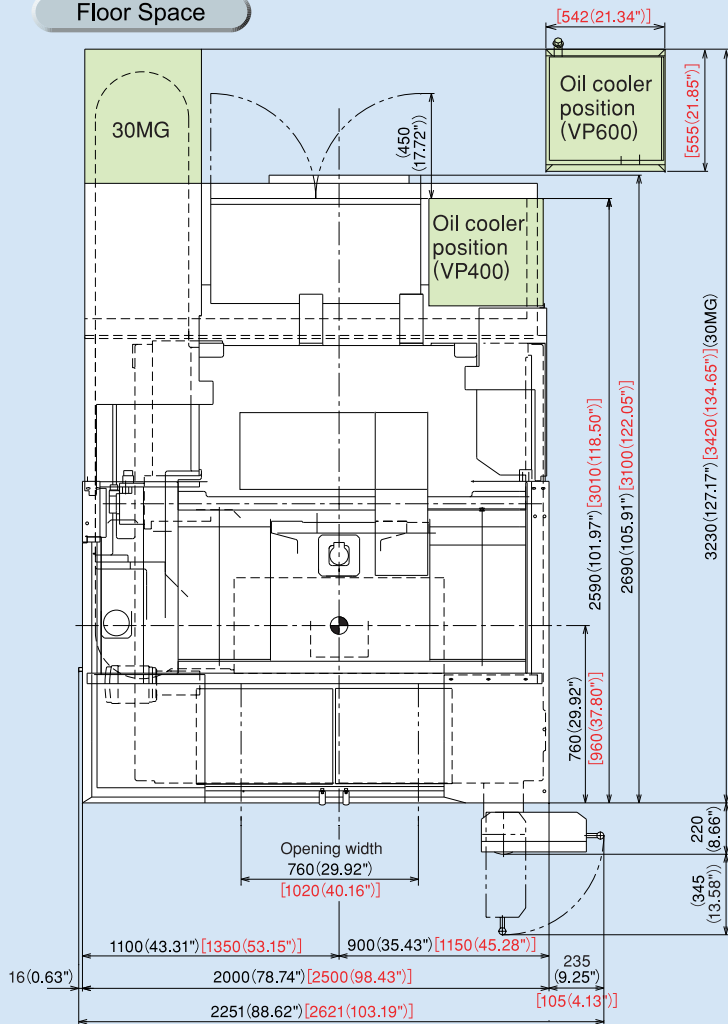 Floor Space
[542(21.34")]
30MG
Oil cooler
position
(VP600)
[555(21.85")]
(450
(17.72"))
Oil cooler
position
(VP400)
2590(101.97")[3010(118.50")]
2690(105.91")[3100(122.05")]
3230(127.17")[3420(134.65")](30MG)
760(29.92")
[960(37.80")]
220
(8.66")
(345
(13.58"))
Opening width
760(29.92")
[1020(40.16")]
1100(43.31")[1350(53.15")]
900(35.43")[1150(45.28")]
16(0.63")
2000(78.74")[2500(98.43")]
235
(9.25")
[105(4.13")]
2251(88.62")[2621(103.19")]